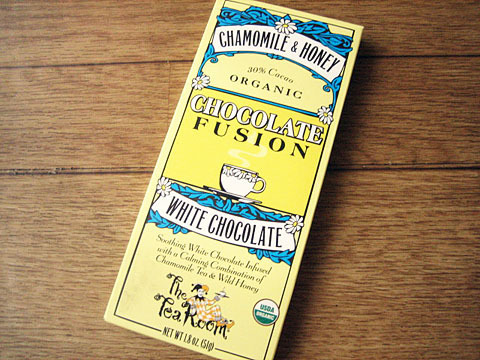 CHAMOMILE & HONEY
30% Cacao
ORGANIC
CHOCOLATE
FUSION
WHITE CHOCOLATE
Soothing White Chocolate Infused
with a Calming Combination of
Chamomile Tea & Wild Honey
The
Tea Room
USDA
ORGANIC
NET WT 1.8 OZ. (51g)